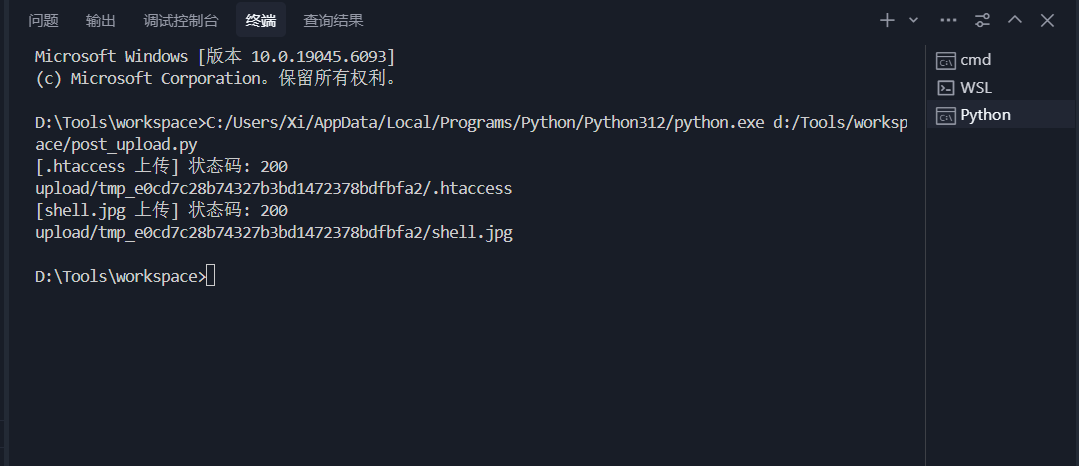 问题 输出 调试控制台 终端 查询结果
Microsoft Windows [版本 10.0.19045.6093]
(c) Microsoft Corporation。保留所有权利。
D:\Tools\workspace>C:/Users/Xi/AppData/Local/Programs/Python/Python312/python.exe d:/Tools/worksp
ace/post_upload.py
[.htaccess 上传] 状态码: 200
upload/tmp_e0cd7c28b74327b3bd1472378bdfbfa2/.htaccess
[shell.jpg 上传] 状态码: 200
upload/tmp_e0cd7c28b74327b3bd1472378bdfbfa2/shell.jpg
D:\Tools\workspace>
cmd
WSL
Python